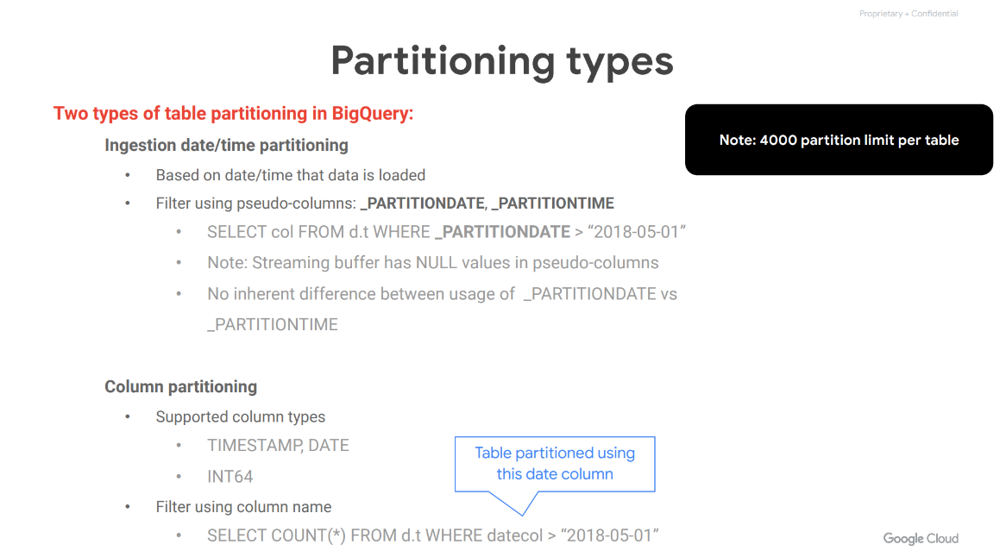 Proprietary + Confidential
Partitioning types
Two types of table partitioning in BigQuery:
Note: 4000 partition limit per table
Ingestion date/time partitioning
• Based on date/time that data is loaded
• Filter using pseudo-columns: _PARTITIONDATE, _PARTITIONTIME
• SELECT col FROM d.t WHERE _PARTITIONDATE > “2018-05-01”
• Note: Streaming buffer has NULL values in pseudo-columns
• No inherent difference between usage of _PARTITIONDATE vs
_PARTITIONTIME
Column partitioning
• Supported column types
• TIMESTAMP, DATE
• INT64
Table partitioned using
this date column
• Filter using column name
• SELECT COUNT(*) FROM d.t WHERE datecol > “2018-05-01”
Google Cloud